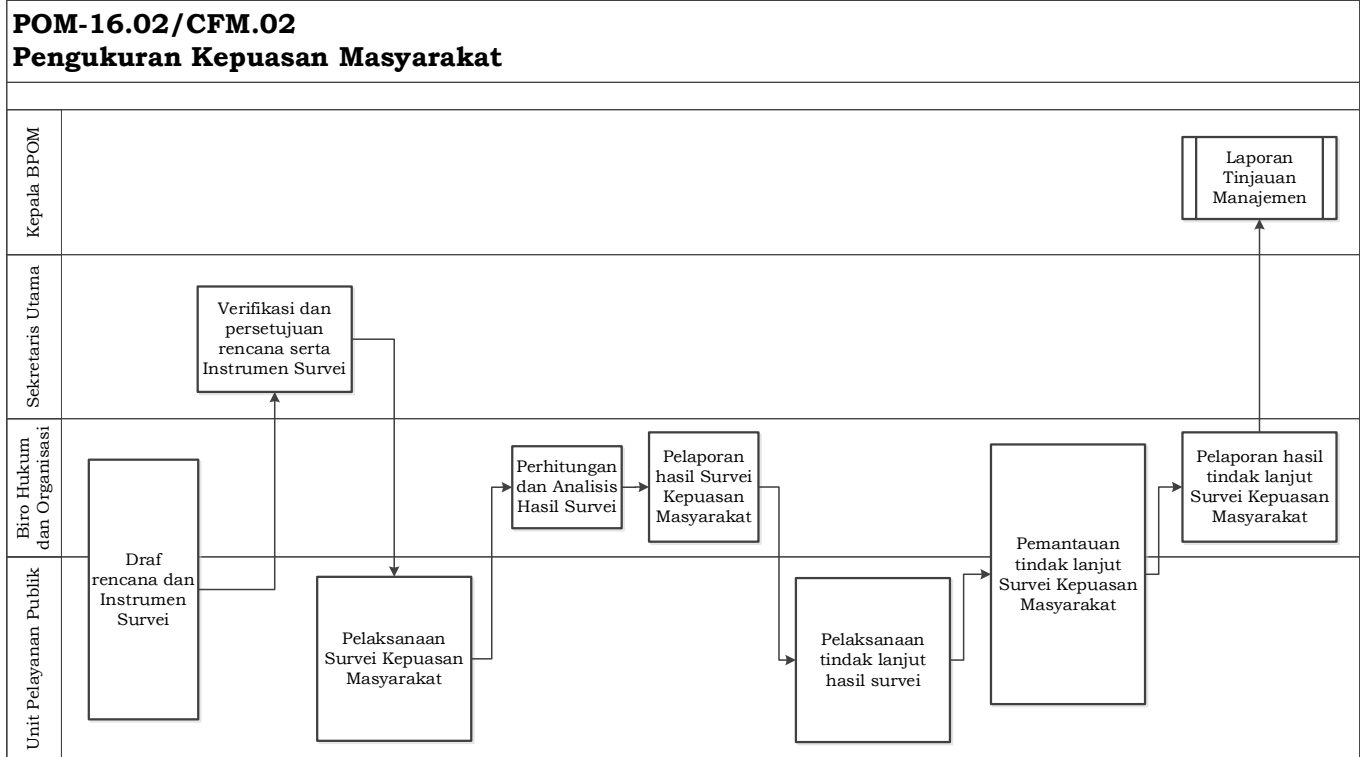 POM-16.02/CFM.02
Pengukuran Kepuasan Masyarakat
Kepala BPOM
Laporan
Tinjauan
Manajemen
Sekretaris Utama
Verifikasi dan
persetujuan
rencana serta
Instrumen Survei
Biro Hukum
dan Organisasi
Perhitungan
dan Analisis
Hasil Survei
Pelaporan
hasil Survei
Kepuasan
Masyarakat
Pelaporan hasil
tindak lanjut
Survei Kepuasan
Masyarakat
Unit Pelayanan Publik
Draf
rencana dan
Instrumen
Survei
Pelaksanaan
Survei Kepuasan
Masyarakat
Pelaksanaan
tindak lanjut
hasil survei
Pemantauan
tindak lanjut
Survei Kepuasan
Masyarakat